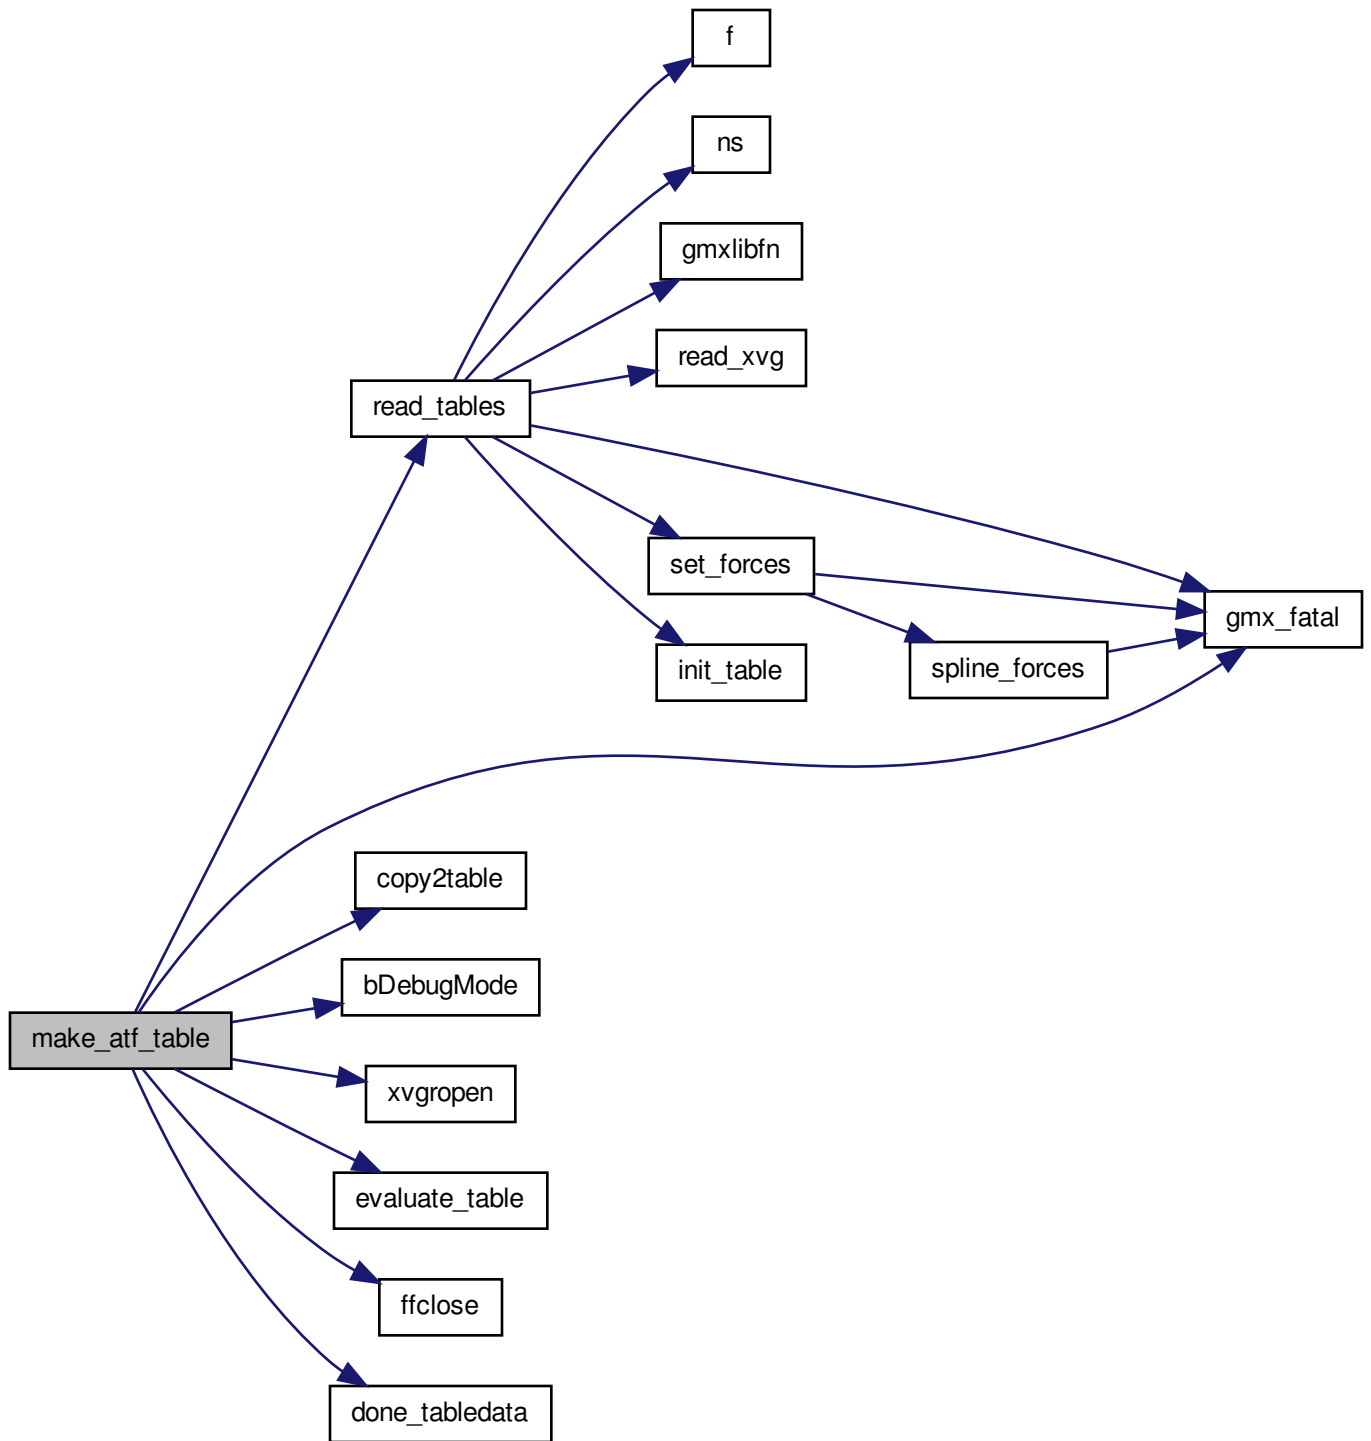 f
ns
gmxlibfn
read_xvg
read_tables
set_forces
gmx_fatal
init_table
spline_forces
copy2table
bDebugMode
make_atf_table
xvgropen
evaluate_table
ffclose
done_tabledata